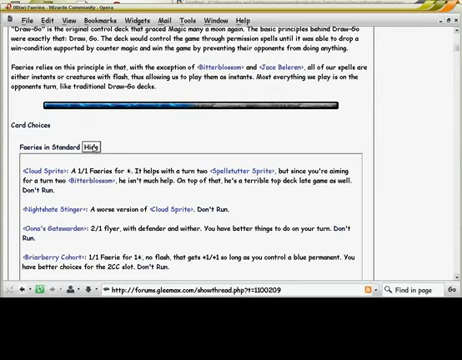 Ulitwi Faeries - Wizards Community - Opera
File Edit View Bookmarks Widgets Mail Tools Window Help
"Draw-Go" is the original control deck that graced Magic many a moon again. The basic principles behind Draw-Go
were exactly that: Draw, Go. The deck would control the game through permission spells until it was able to drop a
win-condition supported by counter magic and win the game by preventing their opponents from doing anything.
Faeries relies on this principle in that, with the exception of <Bitterblossom> and <Jace Beleren>, all of our spells are
either instants or creatures with flash, thus allowing us to play them as instants. Most everything we play is on the
opponents turn, like traditional Draw-Go decks.
Card Choices
Faeries in Standard Hide
<Cloud Sprite>: A 1/1 Faeries for *. It helps with a turn two <Spellstutter Sprite>, but since you're aiming
for a turn two <Bitterblossom>, he isn't much help. On top of that, he's a terrible top deck late game as well.
Don't Run.
<Nightshade Stinger>: A worse version of <Cloud Sprite>. Don't Run.
<Oona's Gatewarden>: 2/1 flyer, with defender and wither. You have better things to do on your turn. Don't
Run.
<Briarberry Cohort>: 1/1 Faerie for 1*, no flash, that gets +1/+1 so long as you control a blue permanent. You
have better choices for the 2CC slot. Don't Run.
http://forums.gleemax.com/showthread.php?t=1100209
Find in page